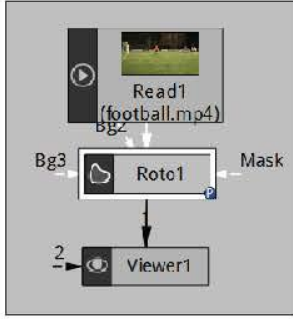 Read1
(football.mp4)
Bg2
Bg3
Roto1
Mask
P
1
2
Viewer1